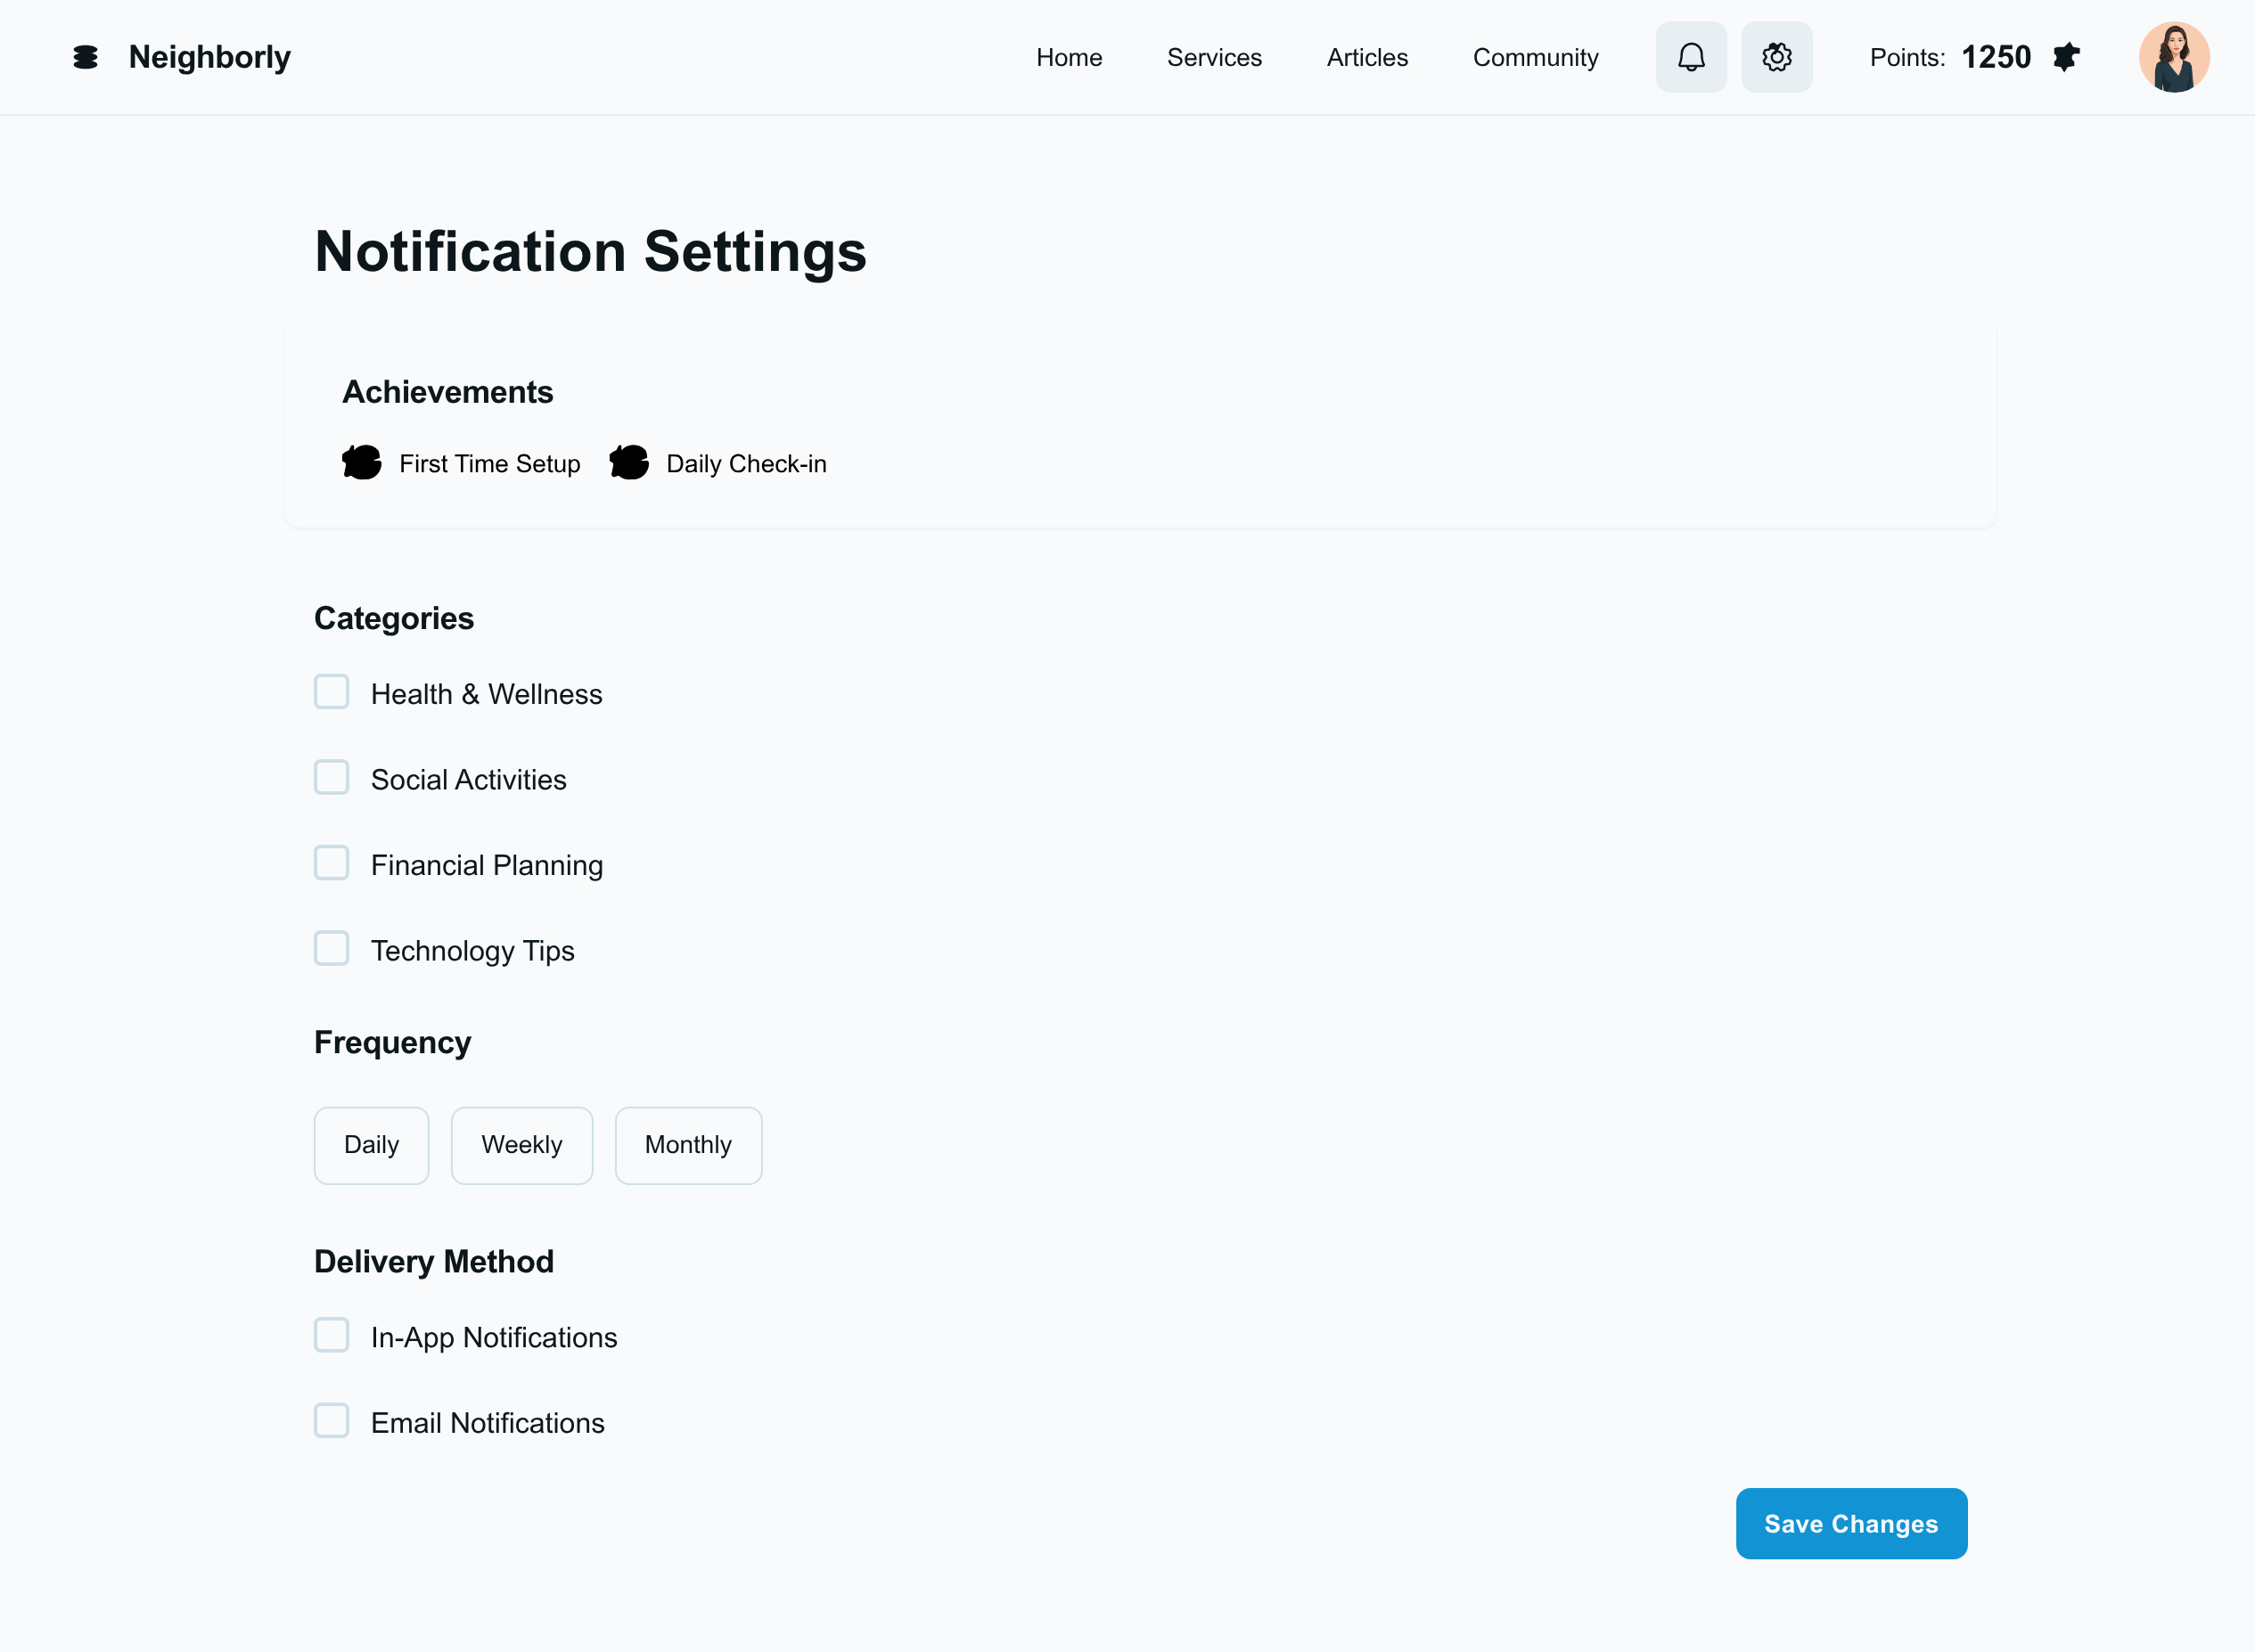 Neighborly
Home Services Articles Community Points: 1250
Notification Settings
Achievements
First Time Setup Daily Check-in
Categories
Health & Wellness
Social Activities
Financial Planning
Technology Tips
Frequency
Daily Weekly Monthly
Delivery Method
In-App Notifications
Email Notifications
Save Changes